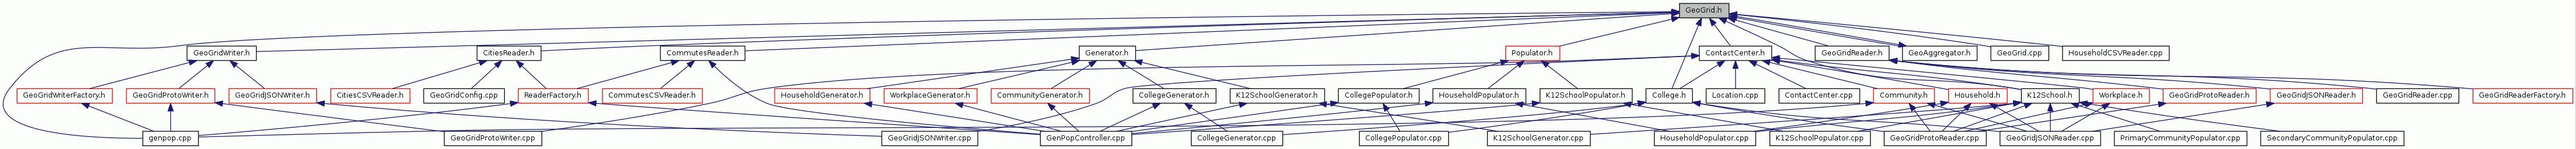 GeoGrid.h
GeoGridWriter.h
CitiesReader.h
CommutesReader.h
Generator.h
Populator.h
ContactCenter.h
GeoGridReader.h
GeoAggregator.h
GeoGrid.cpp
HouseholdCSVReader.cpp
GeoGridWriterFactory.h
GeoGridProtoWriter.h
GeoGridJSONWriter.h
CitiesCSVReader.h
GeoGridConfig.cpp
ReaderFactory.h
CommutesCSVReader.h
HouseholdGenerator.h
WorkplaceGenerator.h
CommunityGenerator.h
CollegeGenerator.h
K12SchoolGenerator.h
CollegePopulator.h
HouseholdPopulator.h
K12SchoolPopulator.h
College.h
Location.cpp
ContactCenter.cpp
Community.h
Household.h
K12School.h
Workplace.h
GeoGridProtoReader.h
GeoGridJSONReader.h
GeoGridReader.cpp
GeoGridReaderFactory.h
genpop.cpp
GeoGridProtoWriter.cpp
GeoGridJSONWriter.cpp
GenPopController.cpp
CollegeGenerator.cpp
CollegePopulator.cpp
K12SchoolGenerator.cpp
HouseholdPopulator.cpp
K12SchoolPopulator.cpp
GeoGridProtoReader.cpp
GeoGridJSONReader.cpp
PrimaryCommunityPopulator.cpp
SecondaryCommunityPopulator.cpp